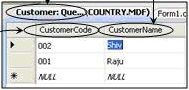 Customer: Que...(COUNTRY.MDF) Form1.c
CustomerCode CustomerName
002 Shiv
001 Raju
NULL NULL